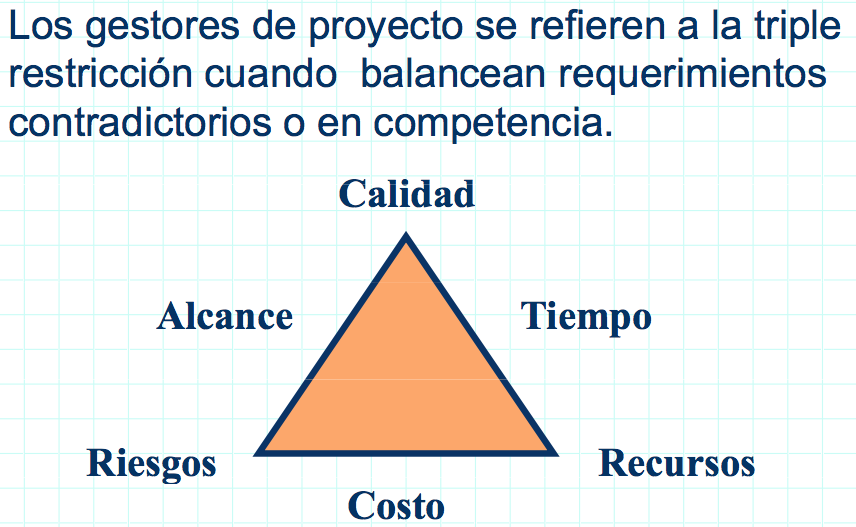 Los gestores de proyecto se refieren a la triple
restricción cuando balancean requerimientos
contradictorios o en competencia.
Calidad
Alcance
Tiempo
Riesgos
Recursos
Costo